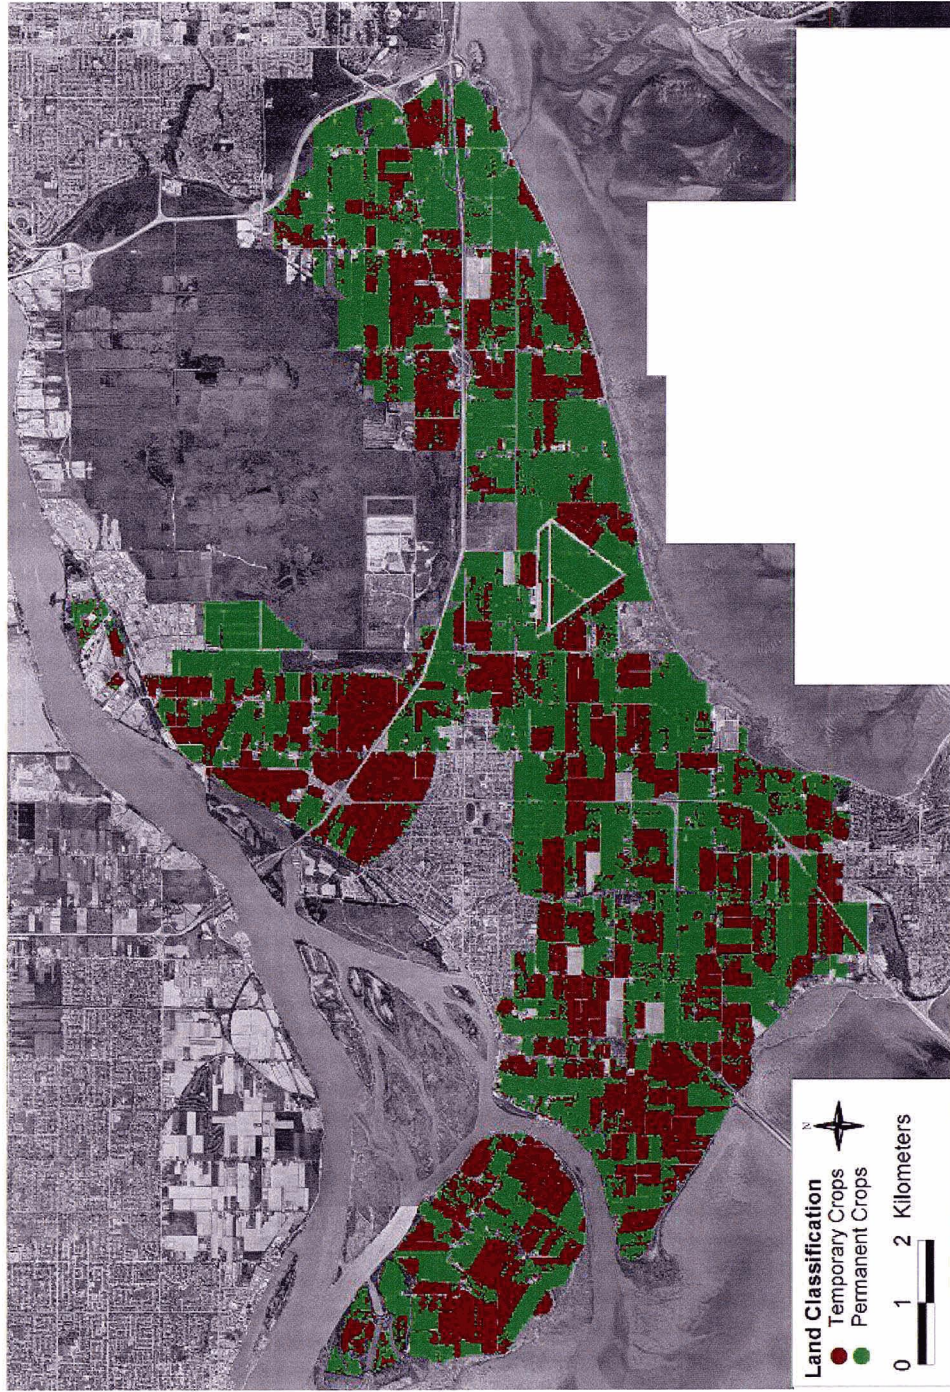 N
Land Classification
Temporary Crops
Permanent Crops
0 1 2 Kilometers